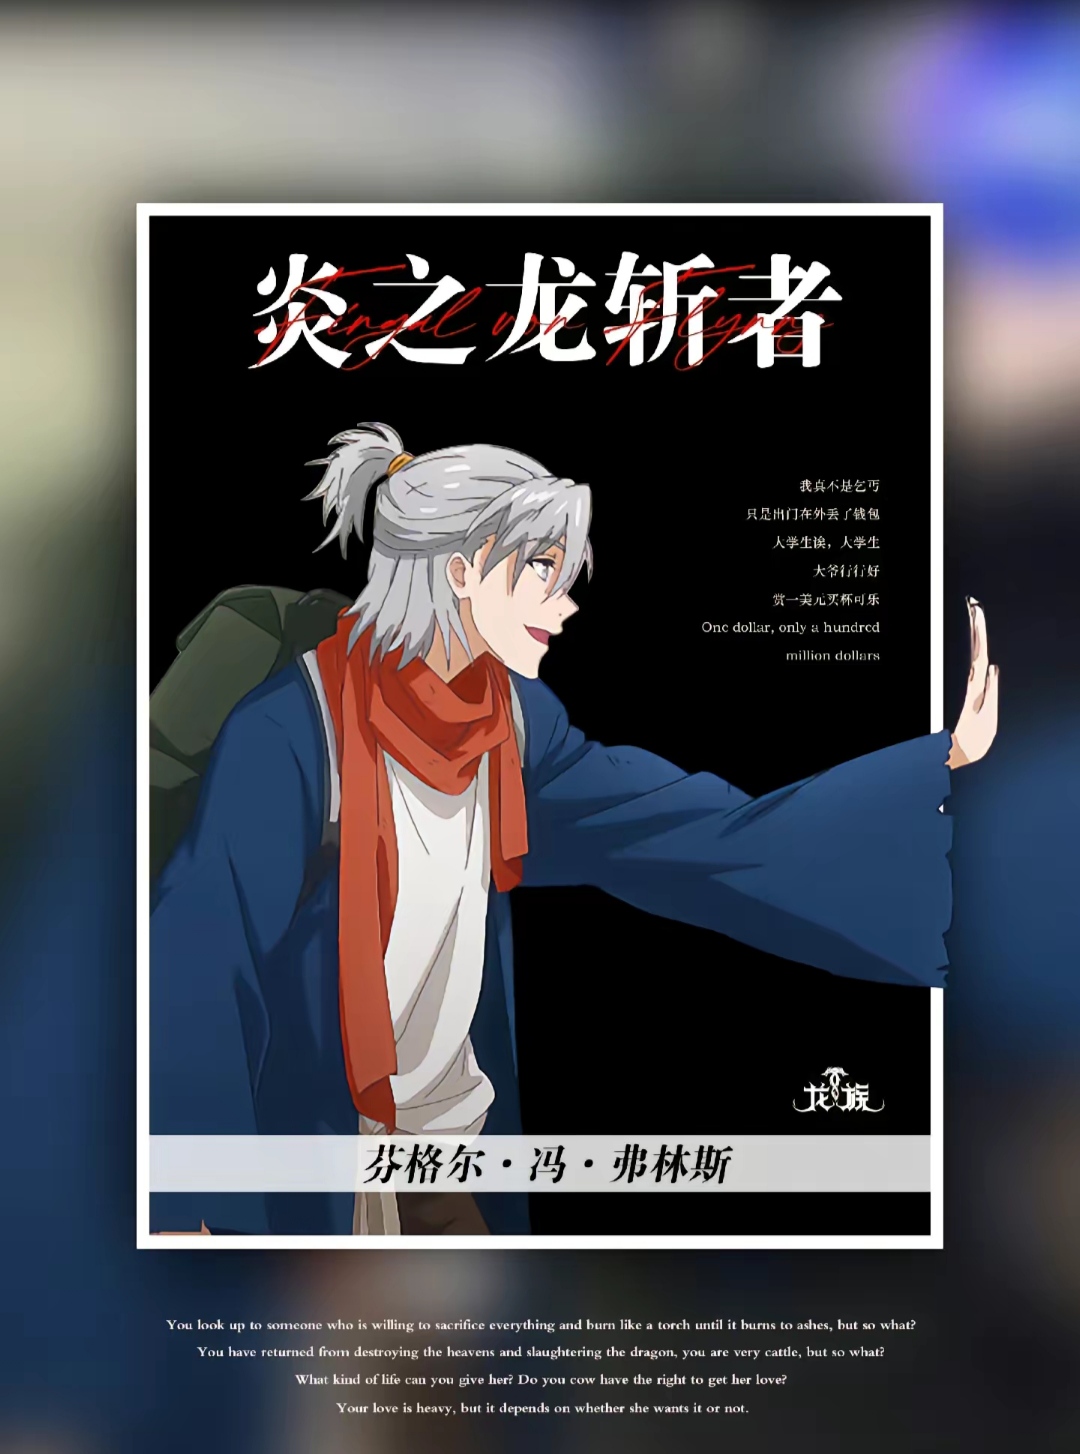 炎之龙斩者
Fingal von Flynns
我真不是乞丐
只是出门在外丢了钱包
大学生诶，大学生
大爷行行好
赏一美元买杯可乐
One dollar, only a hundred
million dollars
龙族
芬格尔·冯·弗林斯
You look up to someone who is willing to sacrifice everything and burn like a torch until it burns to ashes, but so what?
You have returned from destroying the heavens and slaughtering the dragon, you are very cattle, but so what?
What kind of life can you give her? Do you cow have the right to get her love?
Your love is heavy, but it depends on whether she wants it or not.